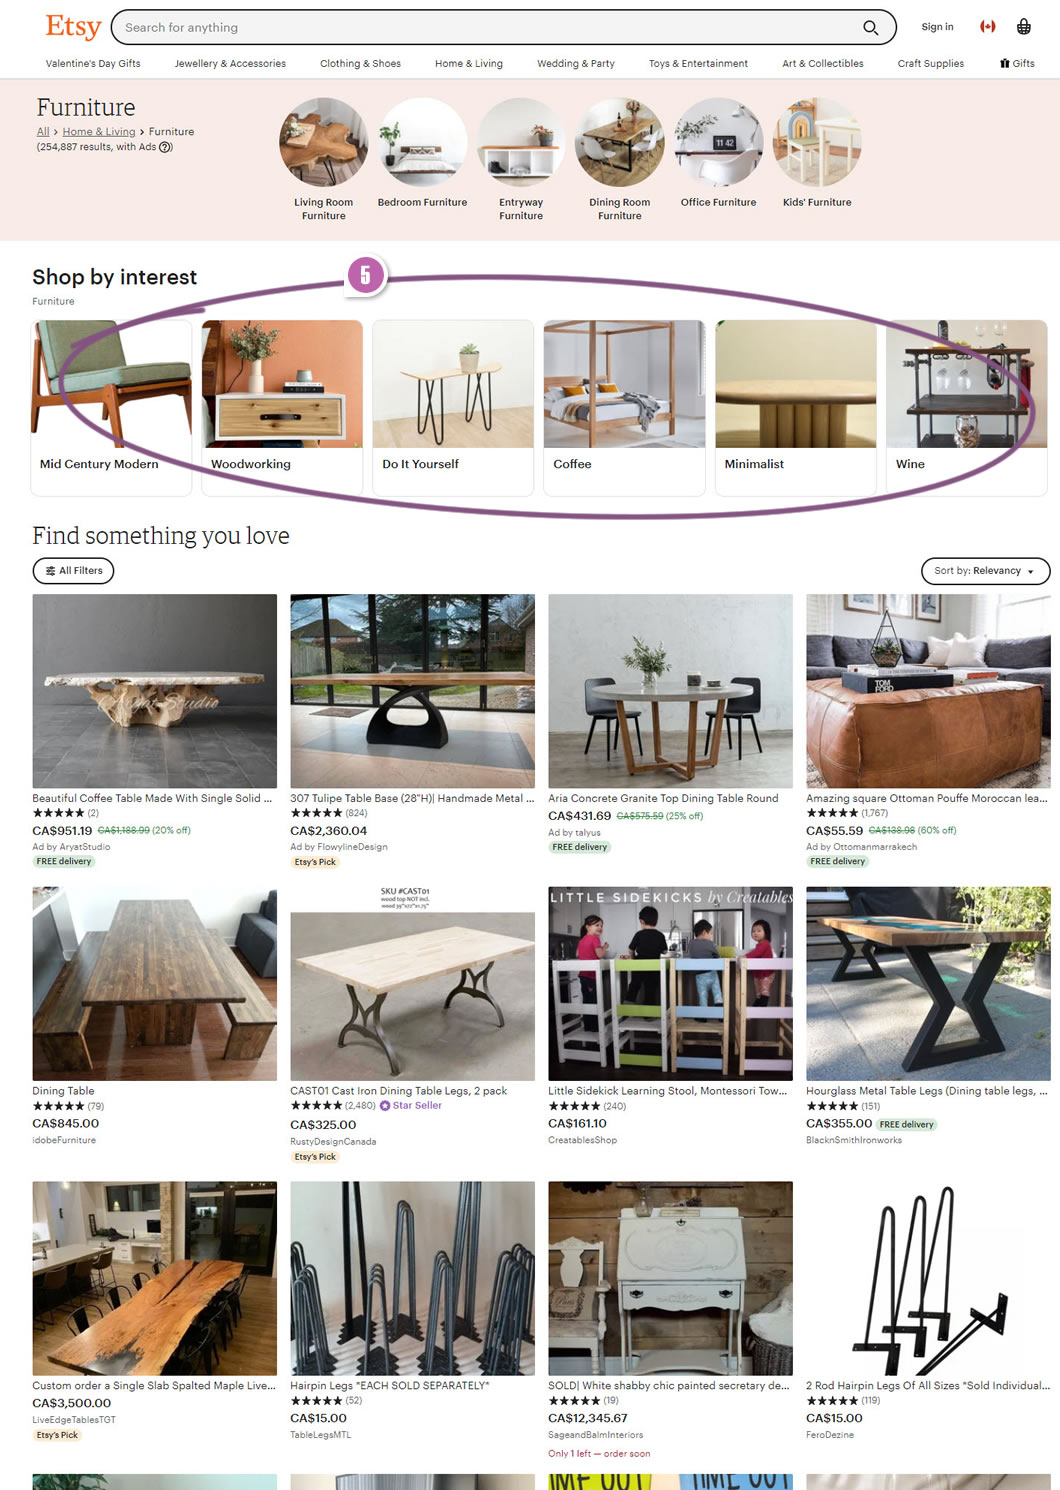 Etsy
Search for anything
Sign in
Valentine's Day Gifts Jewellery & Accessories Clothing & Shoes Home & Living Wedding & Party Toys & Entertainment Art & Collectibles Craft Supplies Gifts
Furniture
All › Home & Living › Furniture
(254,887 results, with Ads ?)
11 42
Living Room Furniture
Bedroom Furniture
Entryway Furniture
Dining Room Furniture
Office Furniture
Kids' Furniture
5
Shop by interest
Furniture
Mid Century Modern Woodworking Do It Yourself Coffee Minimalist Wine
Find something you love
All Filters
Sort by: Relevancy
TOM FORD
Beautiful Coffee Table Made With Single Solid ...
★★★★★ (2)
CA$951.19 CA$1,188.99 (20% off)
Ad by AryatStudio
FREE delivery
307 Tulipe Table Base (28"H)| Handmade Metal ...
★★★★★ (824)
CA$2,360.04
Ad by FlowylineDesign
Etsy's Pick
Aria Concrete Granite Top Dining Table Round
CA$431.69 CA$575.59 (25% off)
Ad by talyus
FREE delivery
Amazing square Ottoman Pouffe Moroccan lea...
★★★★★ (1,767)
CA$55.59 CA$138.98 (60% off)
Ad by Ottomanmarrakech
FREE delivery
SKU #CAST01
wood top NOT incl.
LITTLE SIDEKICKS by Creatables
Dining Table
★★★★★ (79)
CA$845.00
idobeFurniture
CAST01 Cast Iron Dining Table Legs, 2 pack
★★★★★ (2,480) Star Seller
CA$325.00
RustyDesignCanada
Etsy's Pick
Little Sidekick Learning Stool, Montessori Tow...
★★★★★ (240)
CA$161.10
CreatablesShop
Hourglass Metal Table Legs (Dining table legs, ...
★★★★★ (151)
CA$355.00 FREE delivery
BlacknSmithIronworks
Custom order a Single Slab Spalted Maple Live...
CA$3,500.00
LiveEdgeTablesTGT
Etsy's Pick
Hairpin Legs *EACH SOLD SEPARATELY*
★★★★★ (52)
CA$15.00
TableLegsMTL
SOLD| White shabby chic painted secretary de...
★★★★★ (19)
CA$12,345.67
SageandBalmInteriors
Only 1 left — order soon
2 Rod Hairpin Legs Of All Sizes *Sold Individual...
★★★★★ (119)
CA$15.00
FeroDezine
TIME OUT
TIME OUT